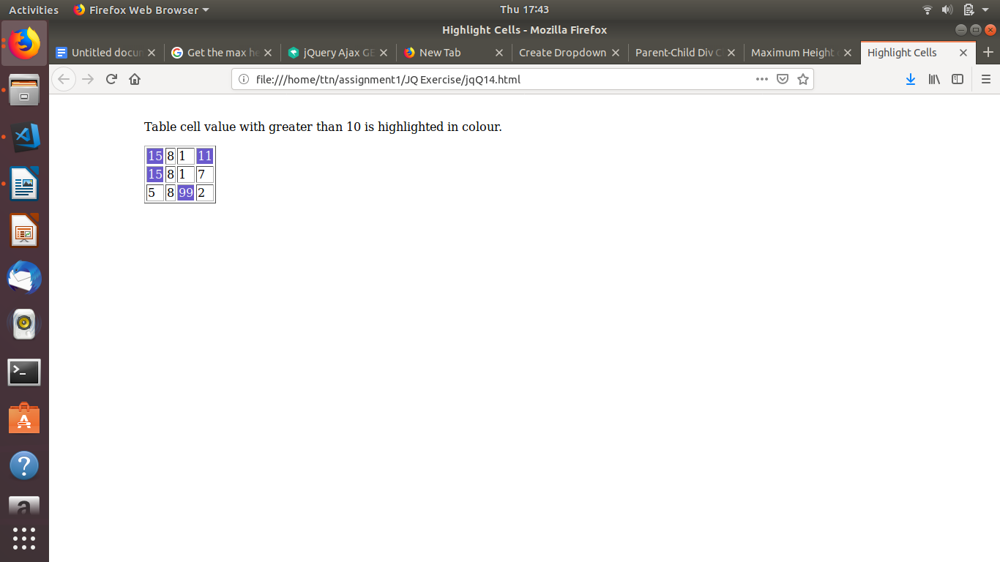 Activities Firefox Web Browser Thu 17:43
Highlight Cells - Mozilla Firefox
Untitled docu Get the max he jQuery Ajax GE New Tab Create Dropdown Parent-Child Div C Maximum Height Highlight Cells
file:///home/ttn/assignment1/JQ Exercise/jqQ14.html
Table cell value with greater than 10 is highlighted in colour.
15 8 1 11
15 8 1 7
5 8 99 2
>_
A
?
a